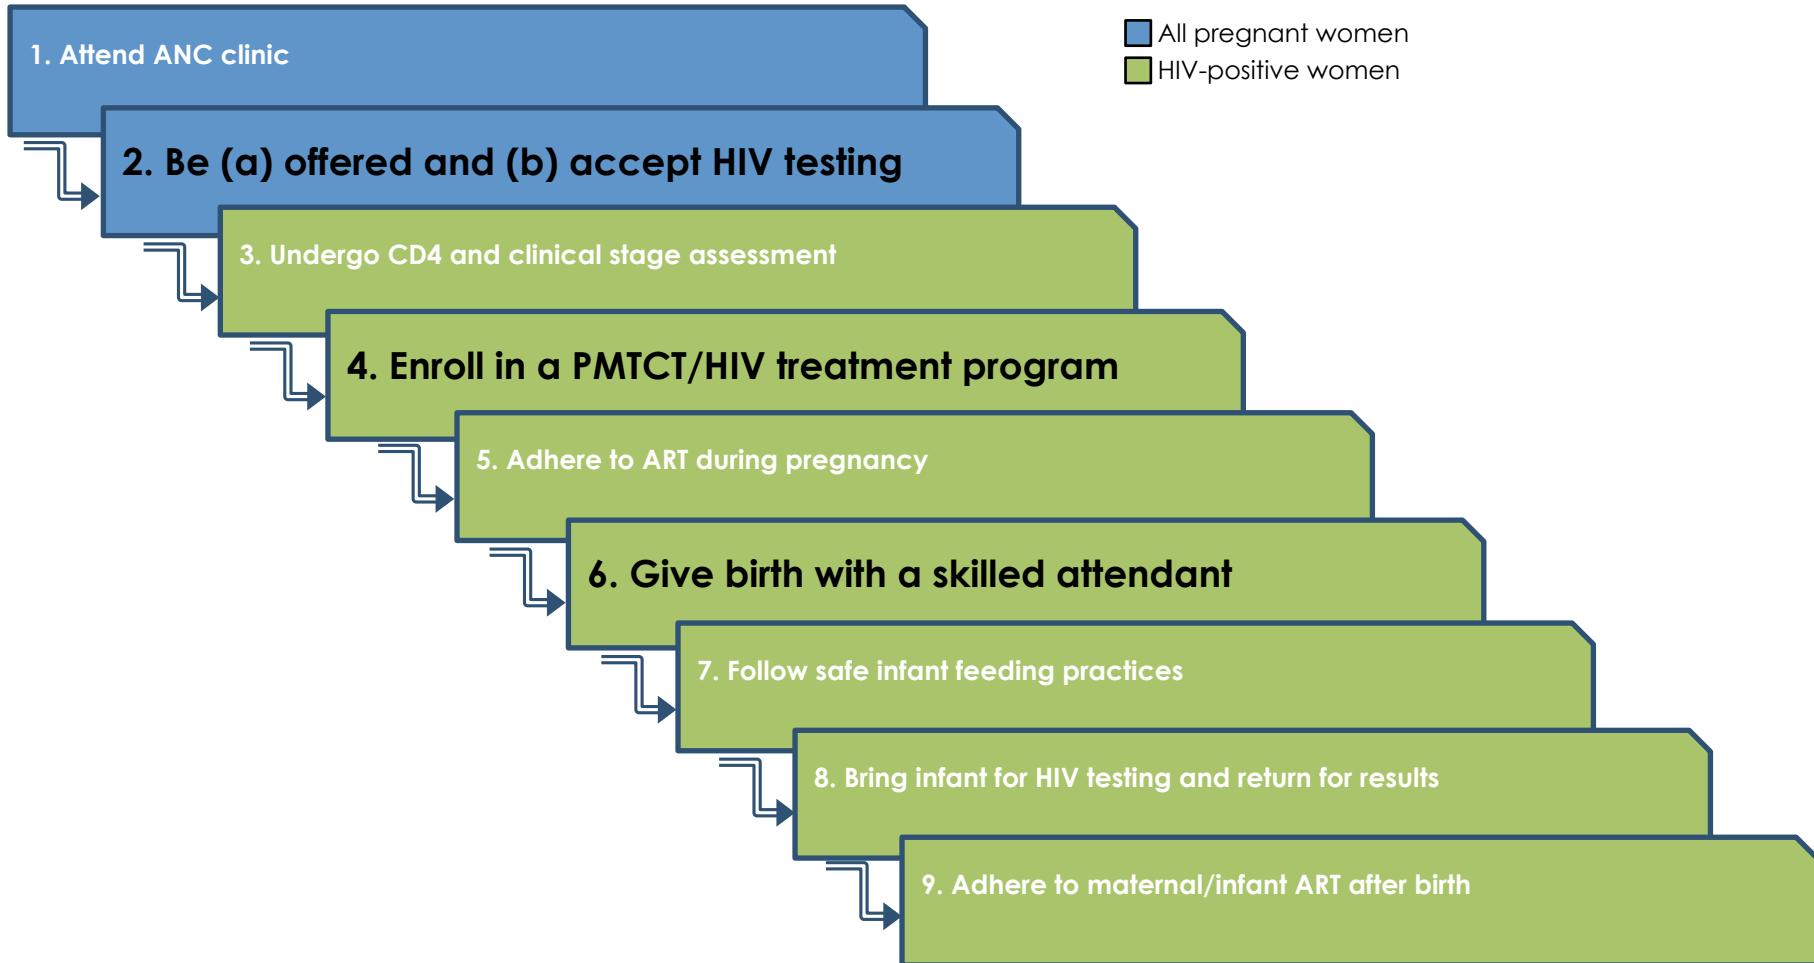 1. Attend ANC clinic
All pregnant women
HIV-positive women
2. Be (a) offered and (b) accept HIV testing
3. Undergo CD4 and clinical stage assessment
4. Enroll in a PMTCT/HIV treatment program
5. Adhere to ART during pregnancy
6. Give birth with a skilled attendant
7. Follow safe infant feeding practices
8. Bring infant for HIV testing and return for results
9. Adhere to maternal/infant ART after birth